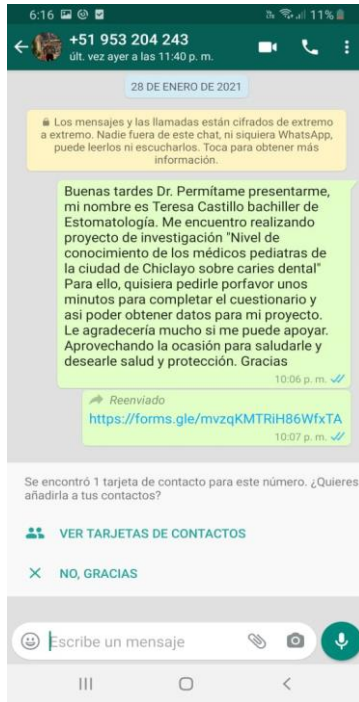 6:16 11%
+51 953 204 243
últ. vez ayer a las 11:40 p. m.
28 DE ENERO DE 2021
Los mensajes y las llamadas están cifrados de extremo
a extremo. Nadie fuera de este chat, ni siquiera WhatsApp,
puede leerlos ni escucharlos. Toca para obtener más
información.
Buenas tardes Dr. Permítame presentarme,
mi nombre es Teresa Castillo bachiller de
Estomatología. Me encuentro realizando
proyecto de investigación "Nivel de
conocimiento de los médicos pediatras de
la ciudad de Chiclayo sobre caries dental"
Para ello, quisiera pedirle porfavor unos
minutos para completar el cuestionario y
asi poder obtener datos para mi proyecto.
Le agradecería mucho si me puede apoyar.
Aprovechando la ocasión para saludarle y
desearle salud y protección. Gracias
10:06 p. m.
Reenviado
https://forms.gle/mvzqKMTRiH86WfxTA
10:07 p. m.
Se encontró 1 tarjeta de contacto para este número. ¿Quieres
añadirla a tus contactos?
VER TARJETAS DE CONTACTOS
NO, GRACIAS
Escribe un mensaje